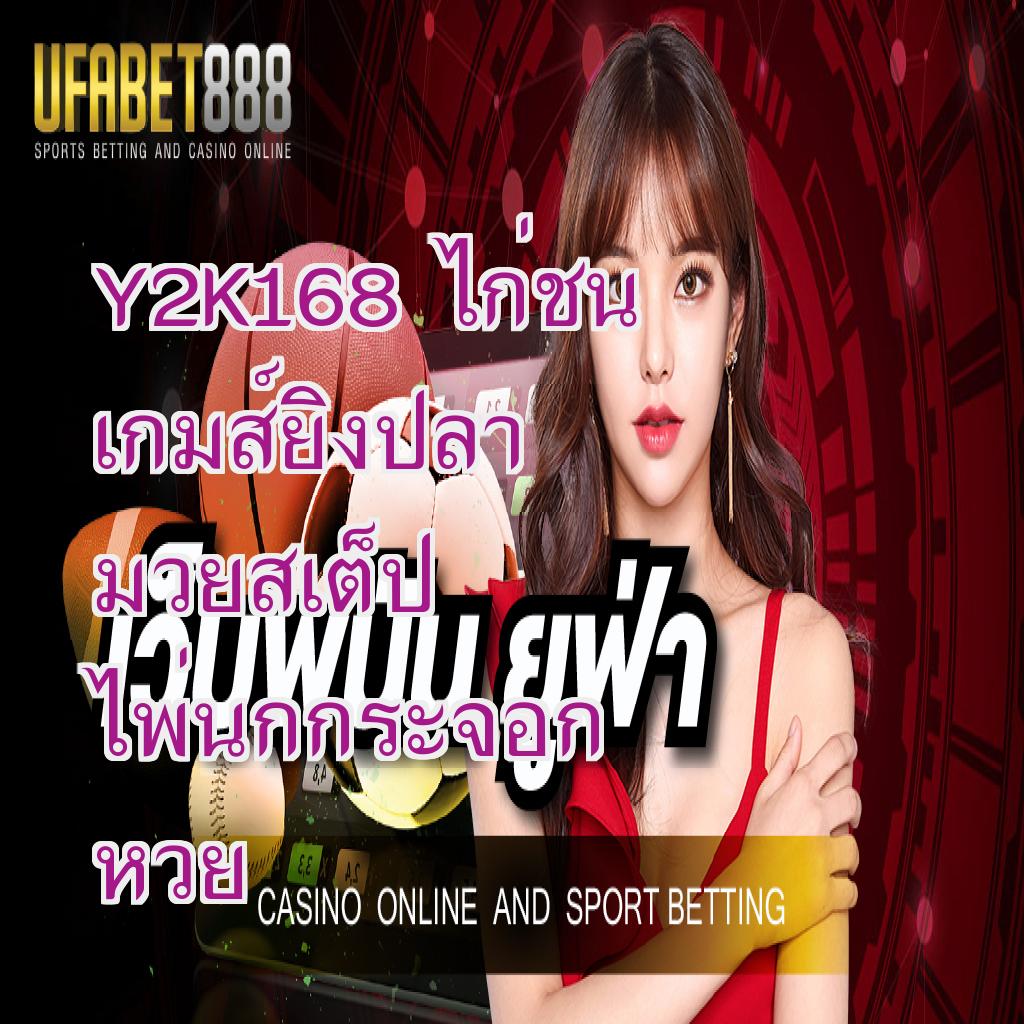 UFABET888
SPORTS BETTING AND CASINO ONLINE
Y2K168 ไก่ชน
เกมส์ยิงปลา
มวยสเต็ป
เว็บพนัน ยูฟ่า
ไพ่นกกระจอก
หวย
CASINO ONLINE AND SPORT BETTING